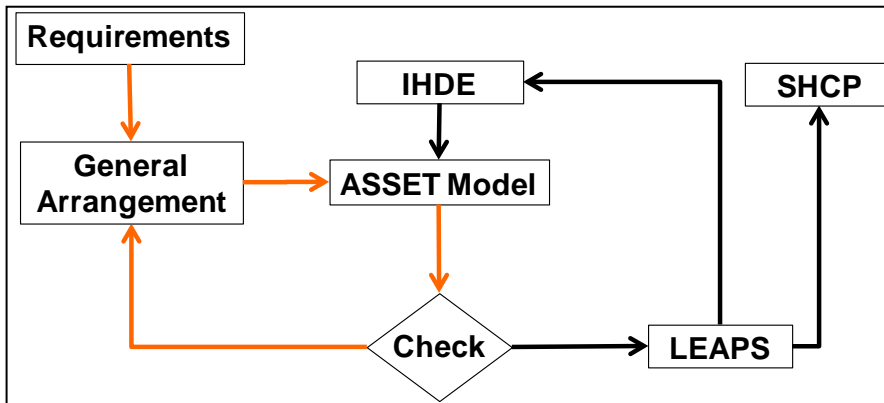 Requirements
IHDE
SHCP
General
Arrangement
ASSET Model
Check
LEAPS